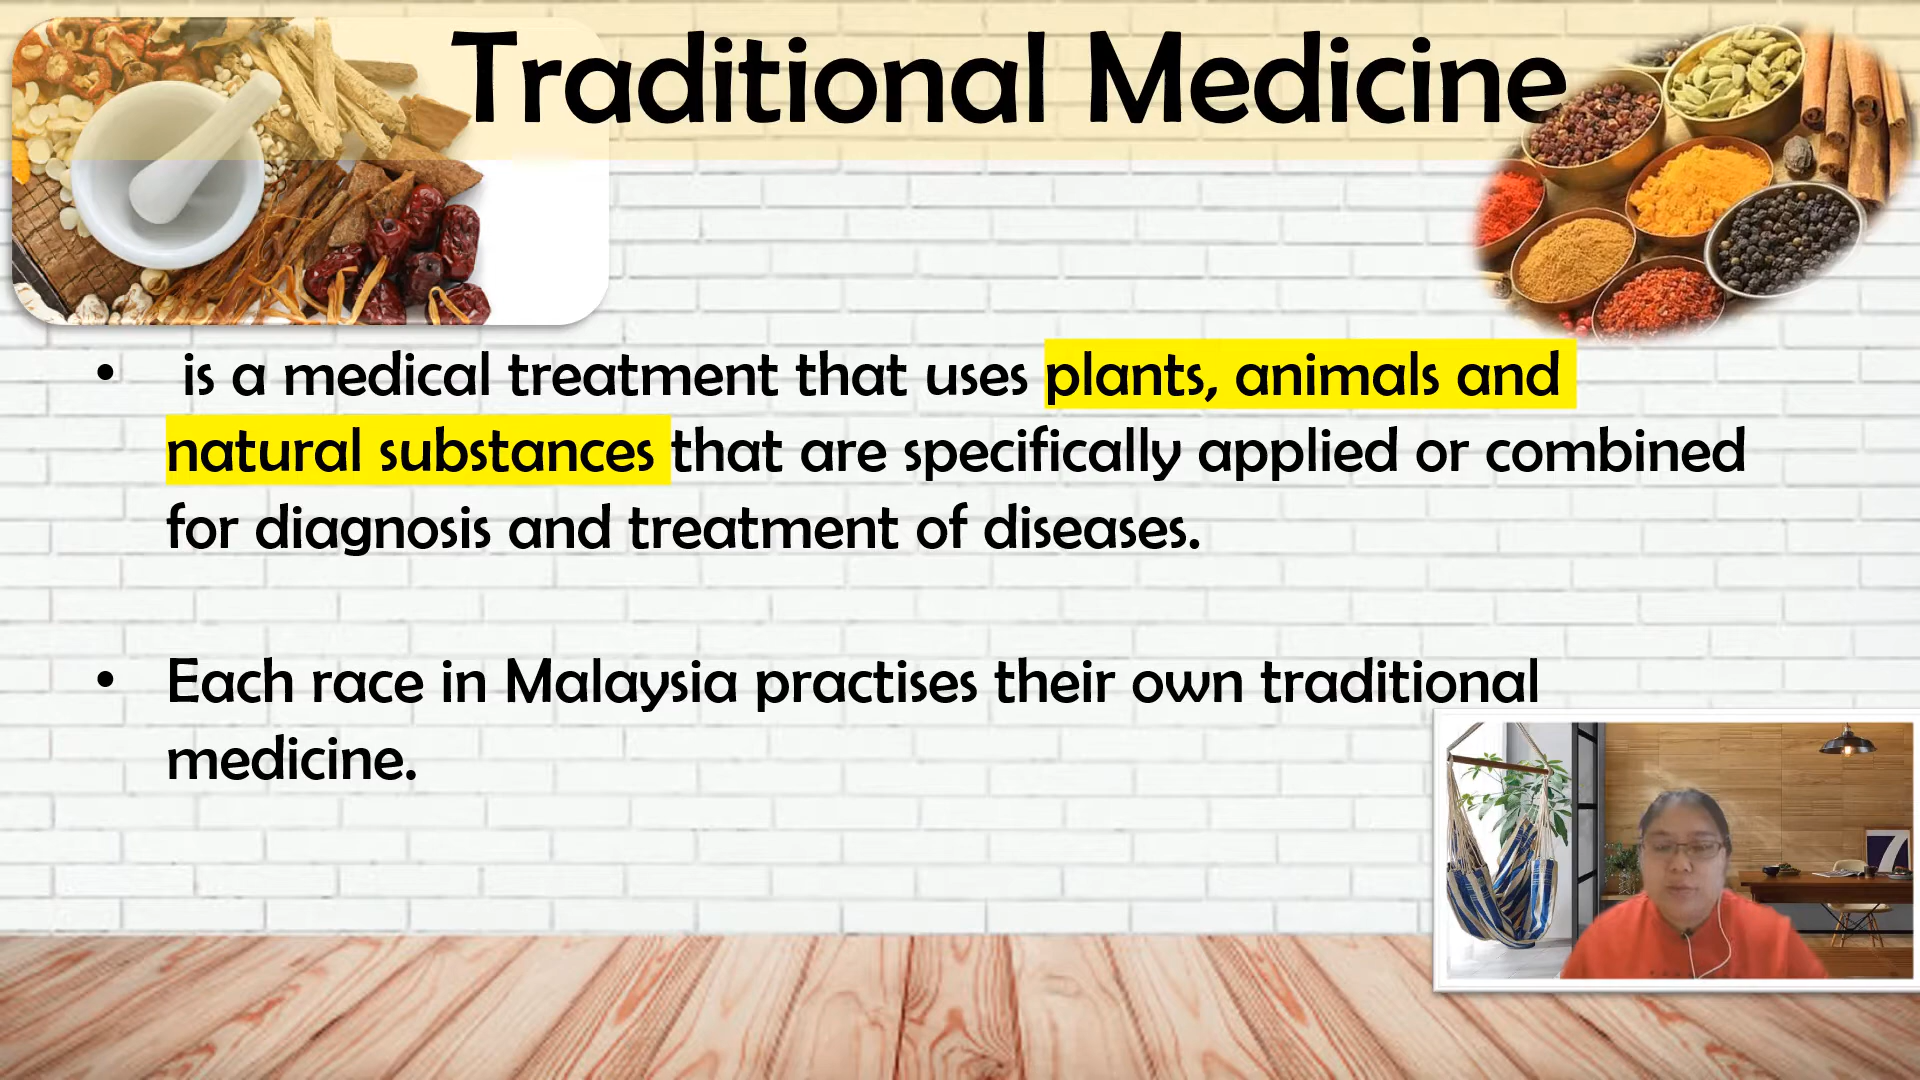 Traditional Medicine
• is a medical treatment that uses plants, animals and
natural substances that are specifically applied or combined
for diagnosis and treatment of diseases.
• Each race in Malaysia practises their own traditional
medicine.
7